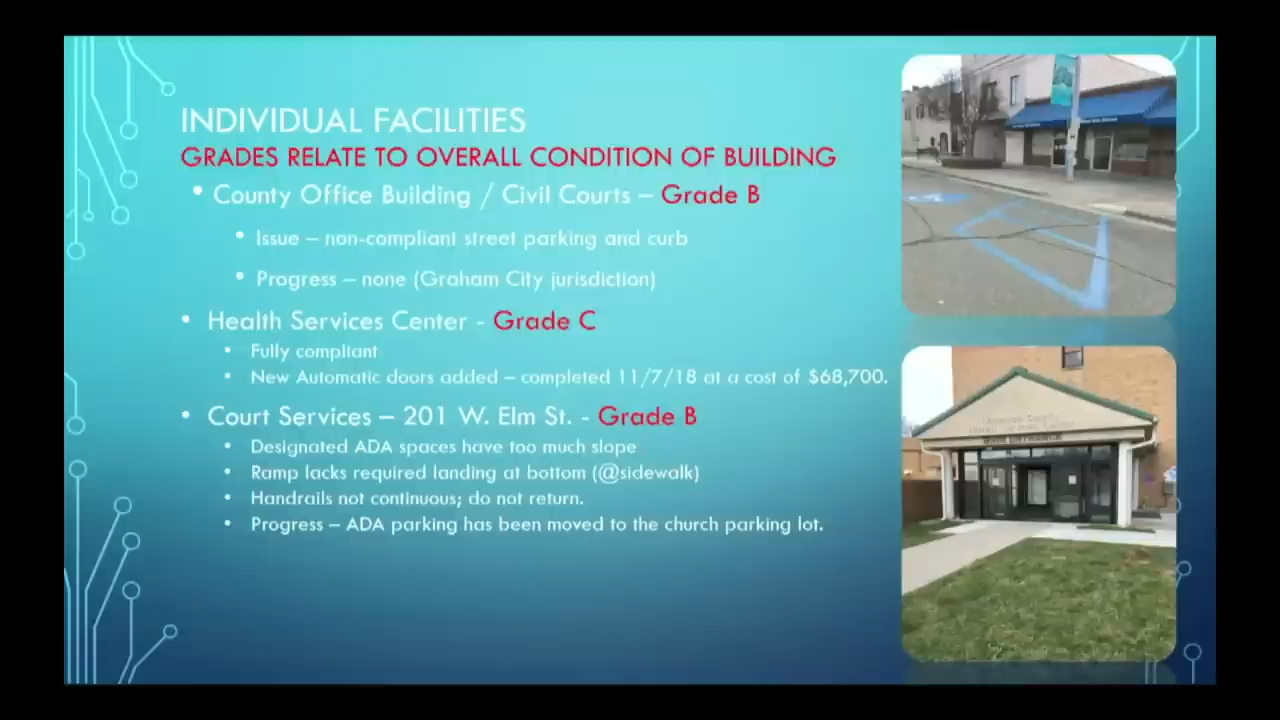 INDIVIDUAL FACILITIES
GRADES RELATE TO OVERALL CONDITION OF BUILDING
• County Office Building / Civil Courts – Grade B
• Issue – non-compliant street parking and curb
• Progress – none (Graham City jurisdiction)
• Health Services Center - Grade C
• Fully compliant
• New Automatic doors added – completed 11/7/18 at a cost of $68,700.
• Court Services – 201 W. Elm St. - Grade B
• Designated ADA spaces have too much slope
• Ramp lacks required landing at bottom (@sidewalk)
• Handrails not continuous; do not return.
• Progress – ADA parking has been moved to the church parking lot.
MAIN ENTRANCE